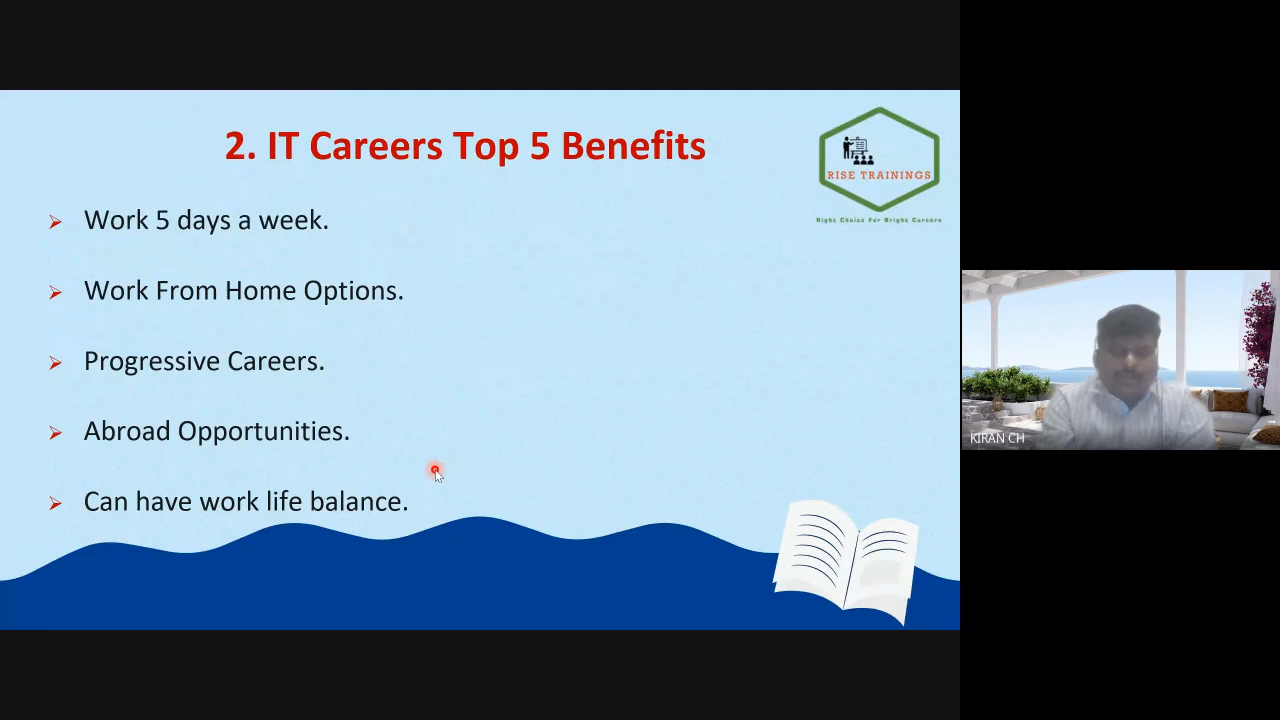 2. IT Careers Top 5 Benefits
RISE TRAININGS
Right Choice For Bright Careers
Work 5 days a week.
Work From Home Options.
Progressive Careers.
Abroad Opportunities.
Can have work life balance.
KIRAN CH